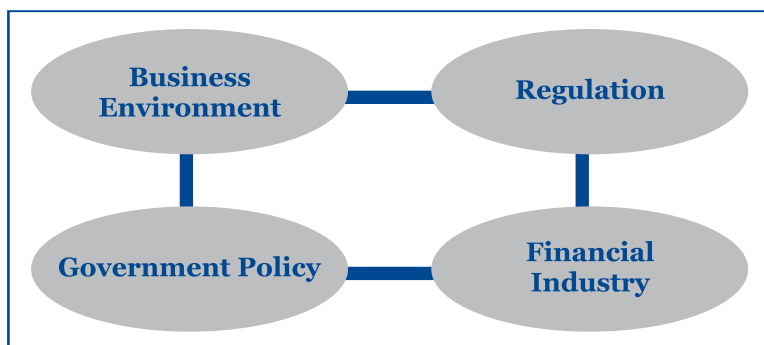 Business
Environment
Regulation
Government Policy
Financial
Industry